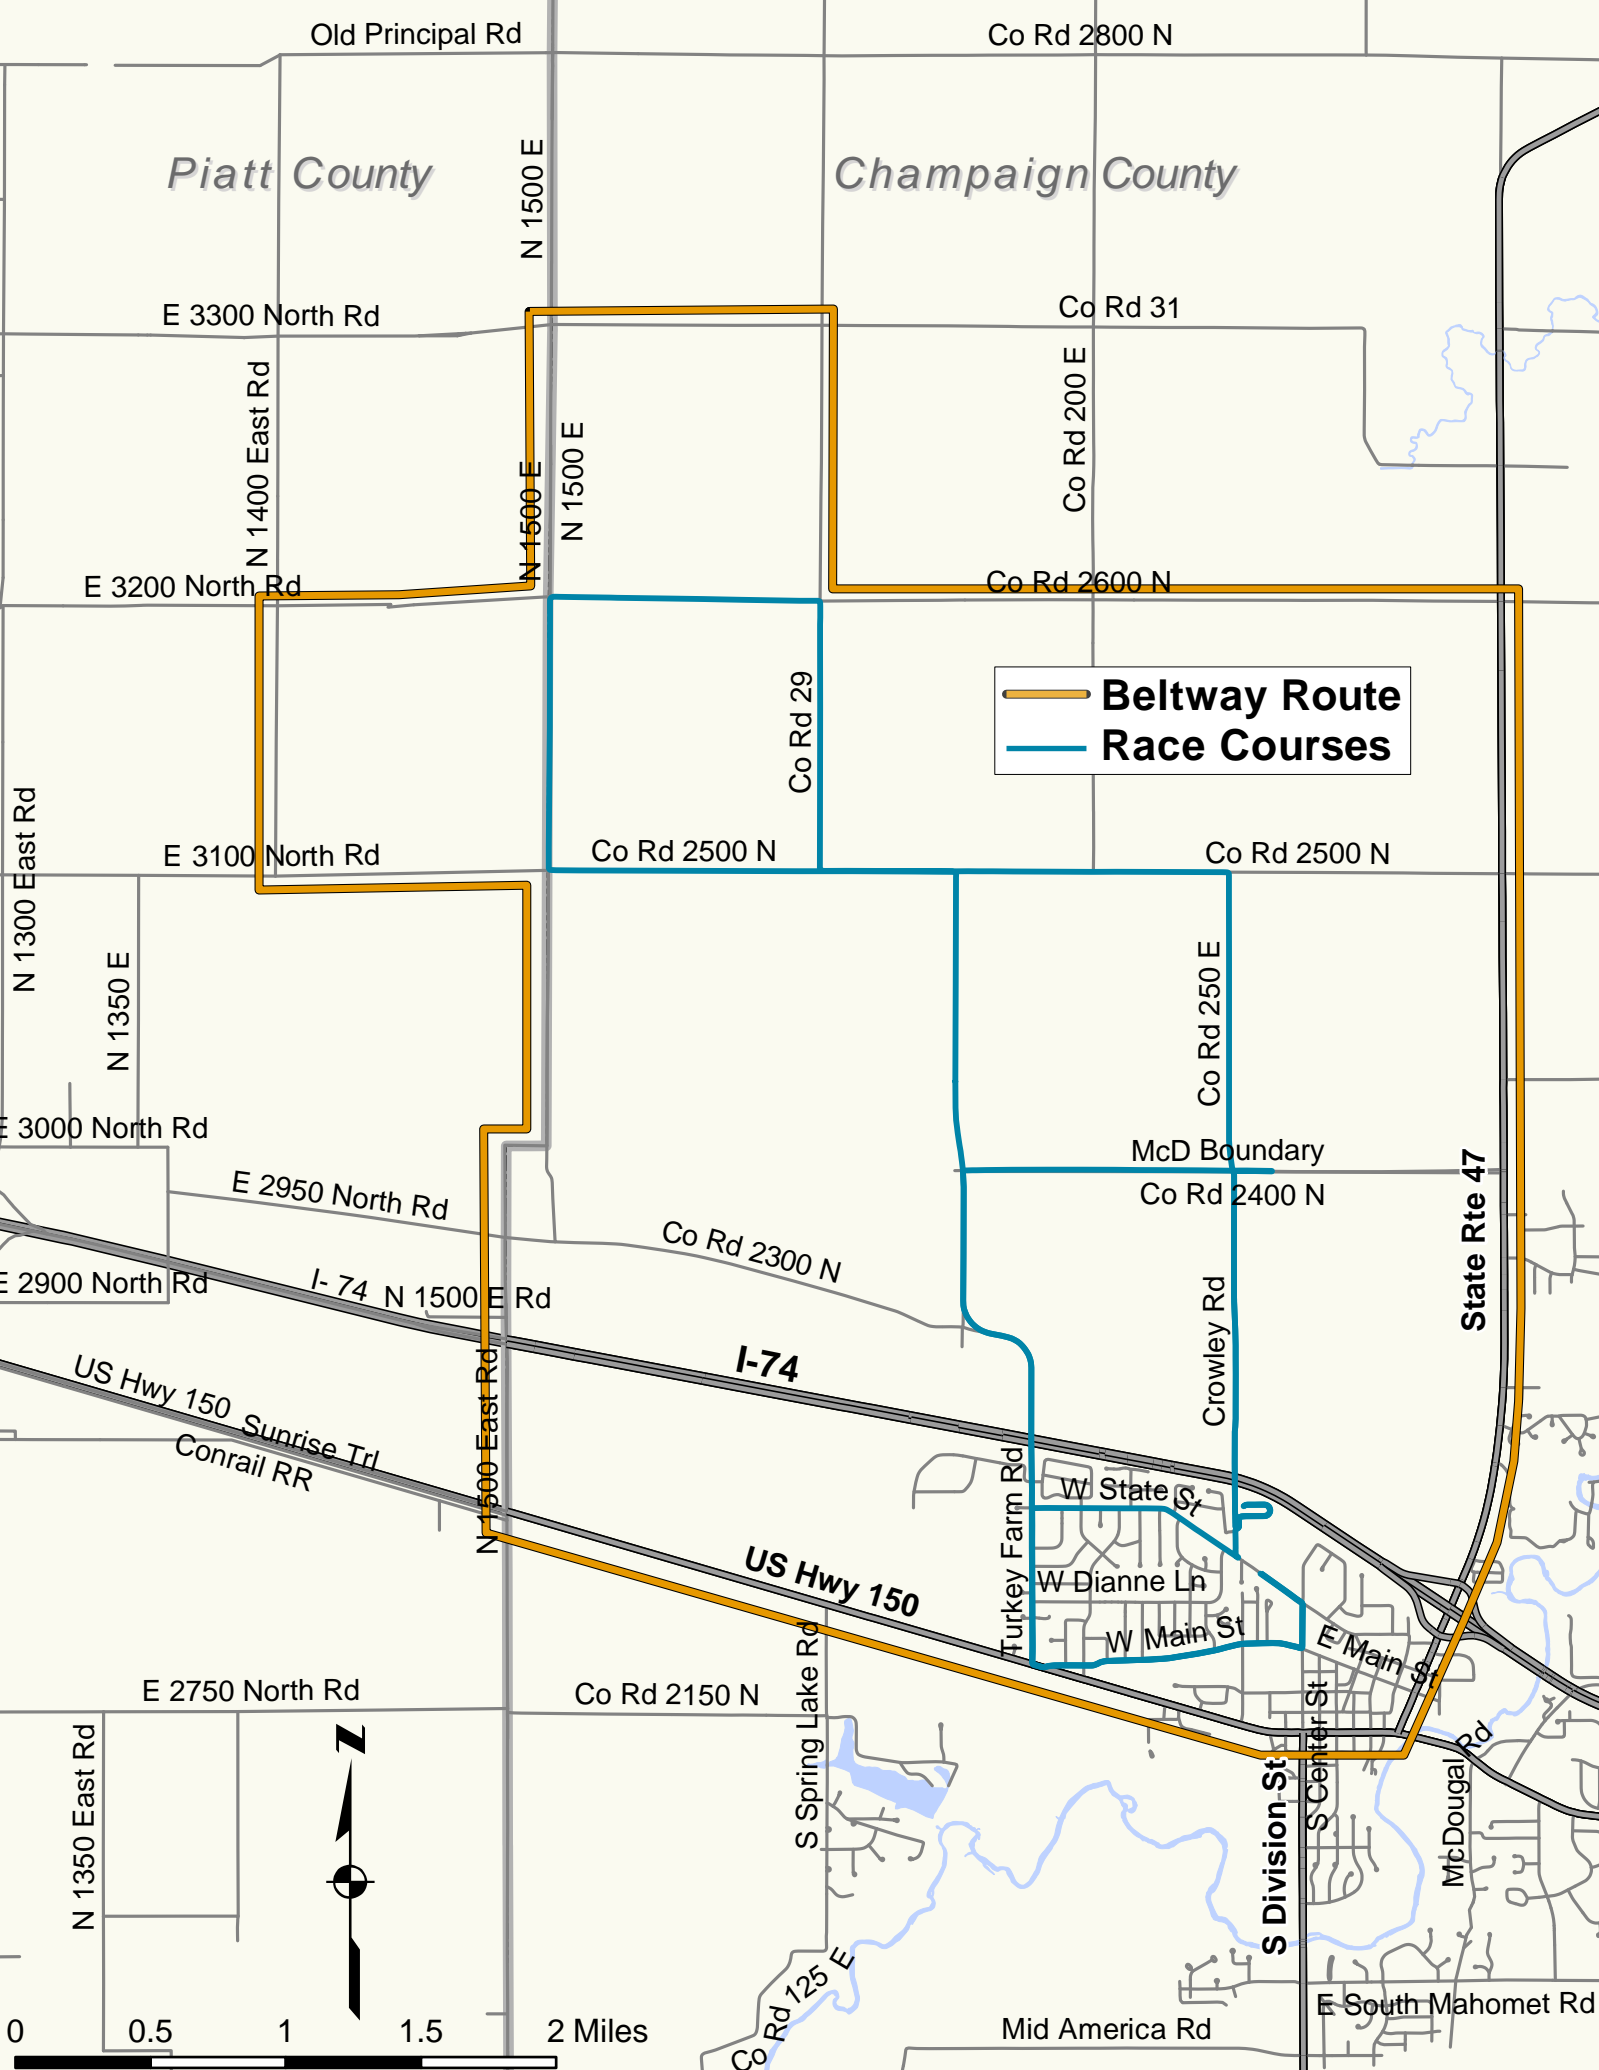 Old Principal Rd
Co Rd 2800 N
Piatt County
N 1500 E
Champaign County
E 3300 North Rd
Co Rd 31
N 1400 East Rd
N 1500 E
N 1500 E
Co Rd 200 E
E 3200 North Rd
Co Rd 2600 N
Co Rd 29
Beltway Route
Race Courses
N 1300 East Rd
E 3100 North Rd
Co Rd 2500 N
Co Rd 2500 N
N 1350 E
Co Rd 250 E
E 3000 North Rd
McD Boundary
Co Rd 2400 N
State Rte 47
E 2950 North Rd
Co Rd 2300 N
E 2900 North Rd
I- 74
N 1500 E Rd
I-74
Crowley Rd
US Hwy 150
Sunrise Trl
Conrail RR
N 1500 East Rd
Turkey Farm Rd
W State St
US Hwy 150
W Dianne Ln
W Main St
E Main St
E 2750 North Rd
Co Rd 2150 N
S Spring Lake Rd
S Center St
McDougal Rd
N 1350 East Rd
S Division St
Co Rd 125 E
E South Mahomet Rd
Mid America Rd
Z
0 0.5 1 1.5 2 Miles